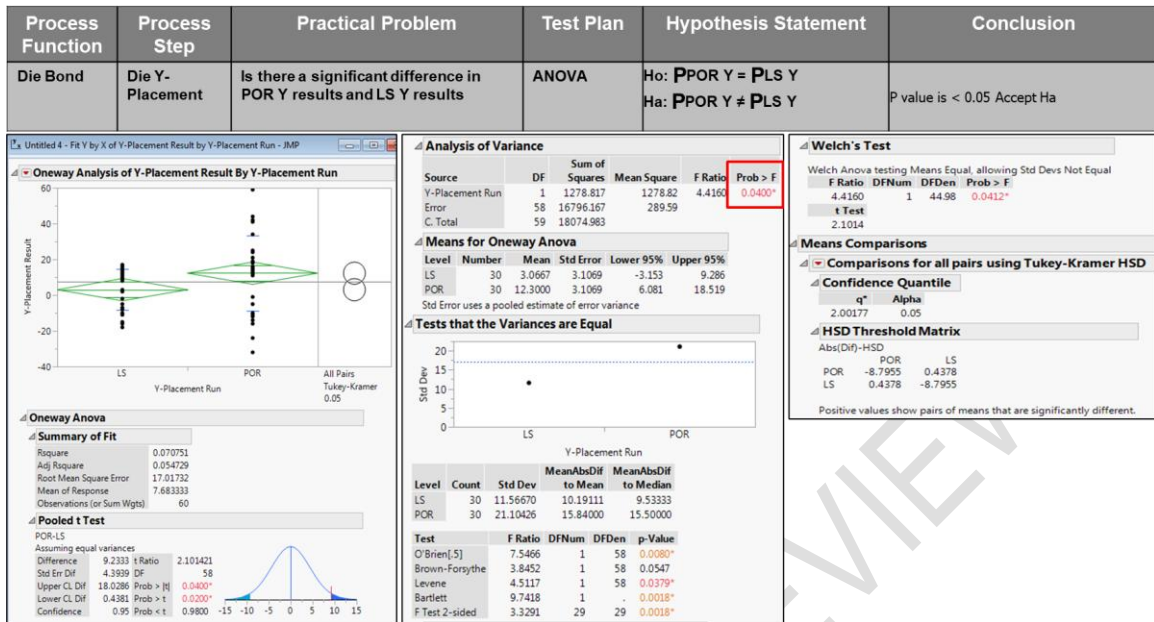 Process Function
Process Step
Practical Problem
Test Plan
Hypothesis Statement
Conclusion
Die Bond
Die Y-Placement
Is there a significant difference in
POR Y results and LS Y results
ANOVA
Ho: PPOR Y = PLS Y
Ha: PPOR Y ≠ PLS Y
P value is < 0.05 Accept Ha
Untitled 4 - Fit Y by X of Y-Placement Result by Y-Placement Run - JMP
Oneway Analysis of Y-Placement Result By Y-Placement Run
Y-Placement Result
60
40
20
0
-20
-40
LS POR
Y-Placement Run
All Pairs
Tukey-Kramer
0.05
Oneway Anova
Summary of Fit
Rsquare 0.070751
Adj Rsquare 0.054729
Root Mean Square Error 17.01732
Mean of Response 7.683333
Observations (or Sum Wgts) 60
Pooled t Test
POR-LS
Assuming equal variances
Difference 9.2333 t Ratio 2.101421
Std Err Dif 4.3939 DF 58
Upper CL Dif 18.0286 Prob > |t| 0.0400*
Lower CL Dif 0.4381 Prob > t 0.0200*
Confidence 0.95 Prob < t 0.9800
-15 -10 -5 0 5 10 15
Analysis of Variance
Source DF Sum of Squares Mean Square F Ratio Prob > F
Y-Placement Run 1 1278.817 1278.82 4.4160 0.0400*
Error 58 16796.167 289.59
C. Total 59 18074.983
Means for Oneway Anova
Level Number Mean Std Error Lower 95% Upper 95%
LS 30 3.0667 3.1069 -3.153 9.286
POR 30 12.3000 3.1069 6.081 18.519
Std Error uses a pooled estimate of error variance
Tests that the Variances are Equal
Std Dev
20
15
10
5
0
LS POR
Y-Placement Run
Level Count Std Dev MeanAbsDif to Mean MeanAbsDif to Median
LS 30 11.56670 10.19111 9.53333
POR 30 21.10426 15.84000 15.50000
Test F Ratio DFNum DFDen p-Value
O'Brien[.5] 7.5466 1 58 0.0080*
Brown-Forsythe 3.8452 1 58 0.0547
Levene 4.5117 1 58 0.0379*
Bartlett 9.7418 1 . 0.0018*
F Test 2-sided 3.3291 29 29 0.0018*
Welch's Test
Welch Anova testing Means Equal, allowing Std Devs Not Equal
F Ratio DFNum DFDen Prob > F
4.4160 1 44.98 0.0412*
t Test
2.1014
Means Comparisons
Comparisons for all pairs using Tukey-Kramer HSD
Confidence Quantile
q* Alpha
2.00177 0.05
HSD Threshold Matrix
Abs(Dif)-HSD
POR LS
POR -8.7955 0.4378
LS 0.4378 -8.7955
Positive values show pairs of means that are significantly different.